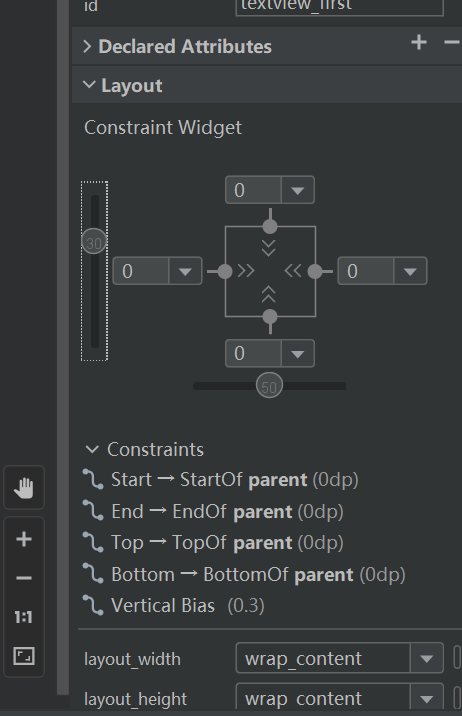 id
textview_first
Declared Attributes
Layout
Constraint Widget
0
30
0
0
0
50
Constraints
Start → StartOf parent (0dp)
End → EndOf parent (0dp)
Top → TopOf parent (0dp)
Bottom → BottomOf parent (0dp)
Vertical Bias (0.3)
1:1
layout_width wrap_content
layout_height wrap_content